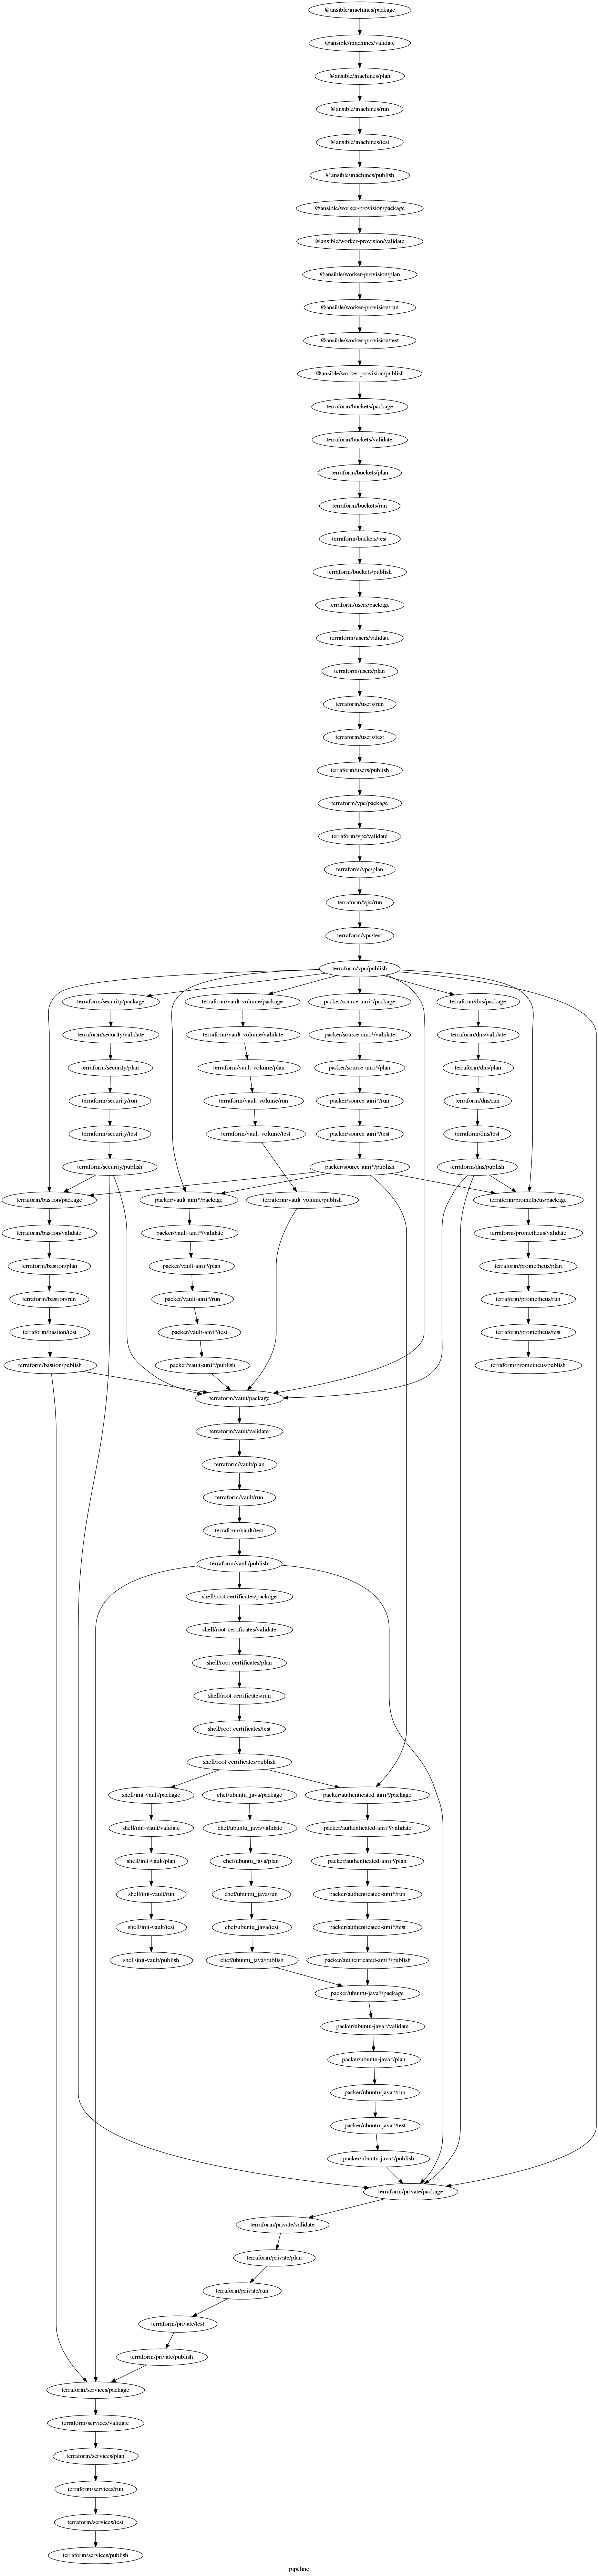 @ansible/machines/package
@ansible/machines/validate
@ansible/machines/plan
@ansible/machines/run
@ansible/machines/test
@ansible/machines/publish
@ansible/worker-provision/package
@ansible/worker-provision/validate
@ansible/worker-provision/plan
@ansible/worker-provision/run
@ansible/worker-provision/test
@ansible/worker-provision/publish
terraform/buckets/package
terraform/buckets/validate
terraform/buckets/plan
terraform/buckets/run
terraform/buckets/test
terraform/buckets/publish
terraform/users/package
terraform/users/validate
terraform/users/plan
terraform/users/run
terraform/users/test
terraform/users/publish
terraform/vpc/package
terraform/vpc/validate
terraform/vpc/plan
terraform/vpc/run
terraform/vpc/test
terraform/vpc/publish
terraform/security/package
terraform/vault-volume/package
packer/source-ami*/package
terraform/dns/package
terraform/security/validate
terraform/vault-volume/validate
packer/source-ami*/validate
terraform/dns/validate
terraform/security/plan
terraform/vault-volume/plan
packer/source-ami*/plan
terraform/dns/plan
terraform/security/run
terraform/vault-volume/run
packer/source-ami*/run
terraform/dns/run
terraform/security/test
terraform/vault-volume/test
packer/source-ami*/test
terraform/dns/test
terraform/security/publish
packer/source-ami*/publish
terraform/dns/publish
terraform/bastion/package
packer/vault-ami*/package
terraform/vault-volume/publish
terraform/prometheus/package
terraform/bastion/validate
packer/vault-ami*/validate
terraform/prometheus/validate
terraform/bastion/plan
packer/vault-ami*/plan
terraform/prometheus/plan
terraform/bastion/run
packer/vault-ami*/run
terraform/prometheus/run
terraform/bastion/test
packer/vault-ami*/test
terraform/prometheus/test
terraform/bastion/publish
packer/vault-ami*/publish
terraform/prometheus/publish
terraform/vault/package
terraform/vault/validate
terraform/vault/plan
terraform/vault/run
terraform/vault/test
terraform/vault/publish
shell/root-certificates/package
shell/root-certificates/validate
shell/root-certificates/plan
shell/root-certificates/run
shell/root-certificates/test
shell/root-certificates/publish
shell/init-vault/package
chef/ubuntu_java/package
packer/authenticated-ami*/package
shell/init-vault/validate
chef/ubuntu_java/validate
packer/authenticated-ami*/validate
shell/init-vault/plan
chef/ubuntu_java/plan
packer/authenticated-ami*/plan
shell/init-vault/run
chef/ubuntu_java/run
packer/authenticated-ami*/run
shell/init-vault/test
chef/ubuntu_java/test
packer/authenticated-ami*/test
shell/init-vault/publish
chef/ubuntu_java/publish
packer/authenticated-ami*/publish
packer/ubuntu-java*/package
packer/ubuntu-java*/validate
packer/ubuntu-java*/plan
packer/ubuntu-java*/run
packer/ubuntu-java*/test
packer/ubuntu-java*/publish
terraform/private/package
terraform/private/validate
terraform/private/plan
terraform/private/run
terraform/private/test
terraform/private/publish
terraform/services/package
terraform/services/validate
terraform/services/plan
terraform/services/run
terraform/services/test
terraform/services/publish
pipeline